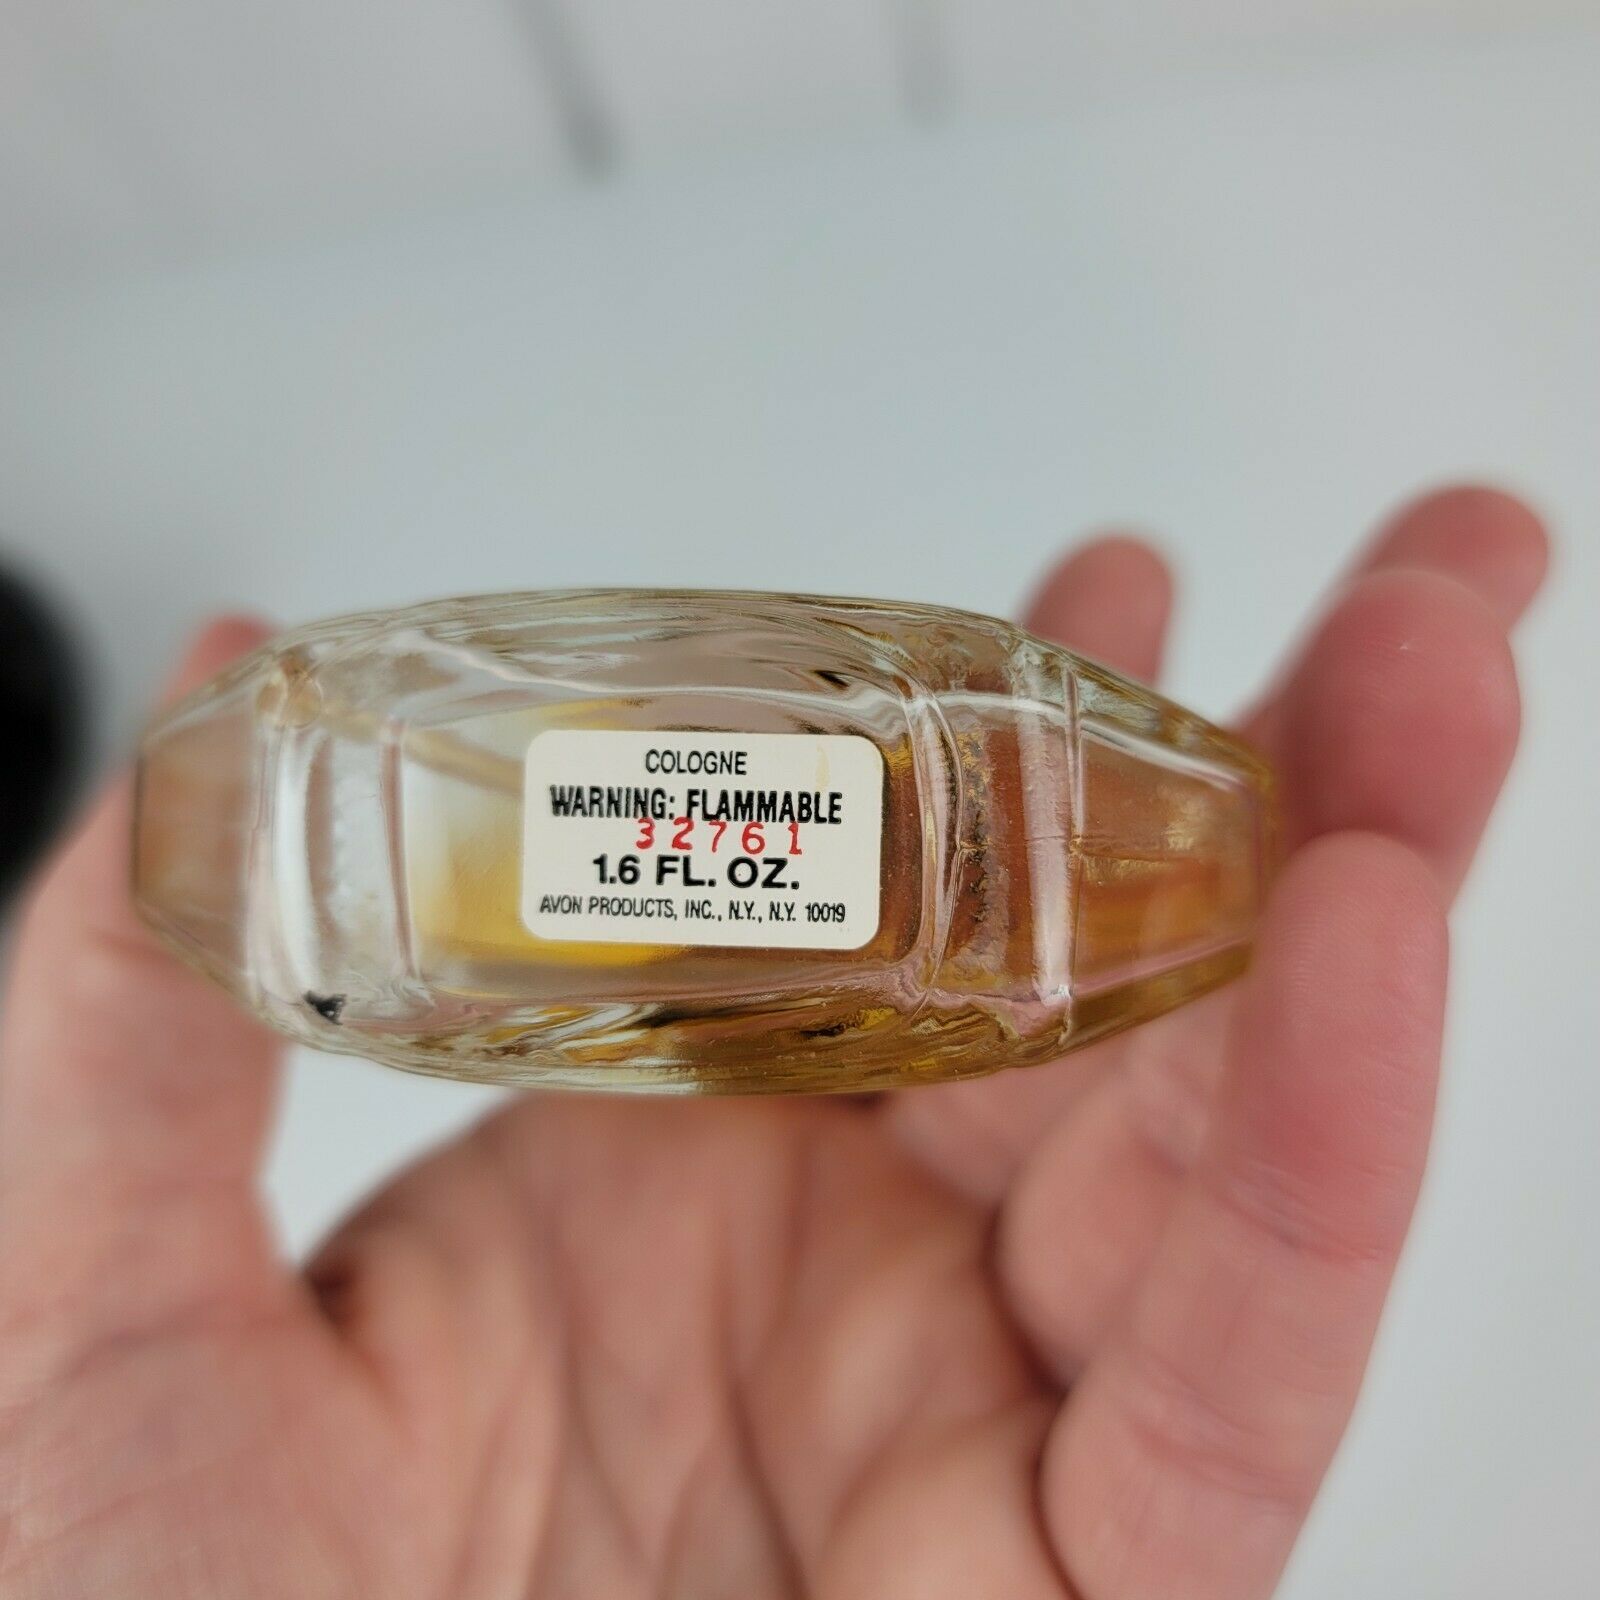 COLOGNE
WARNING: FLAMMABLE
32761
1.6 FL. OZ.
AVON PRODUCTS, INC., N.Y., N.Y. 10019